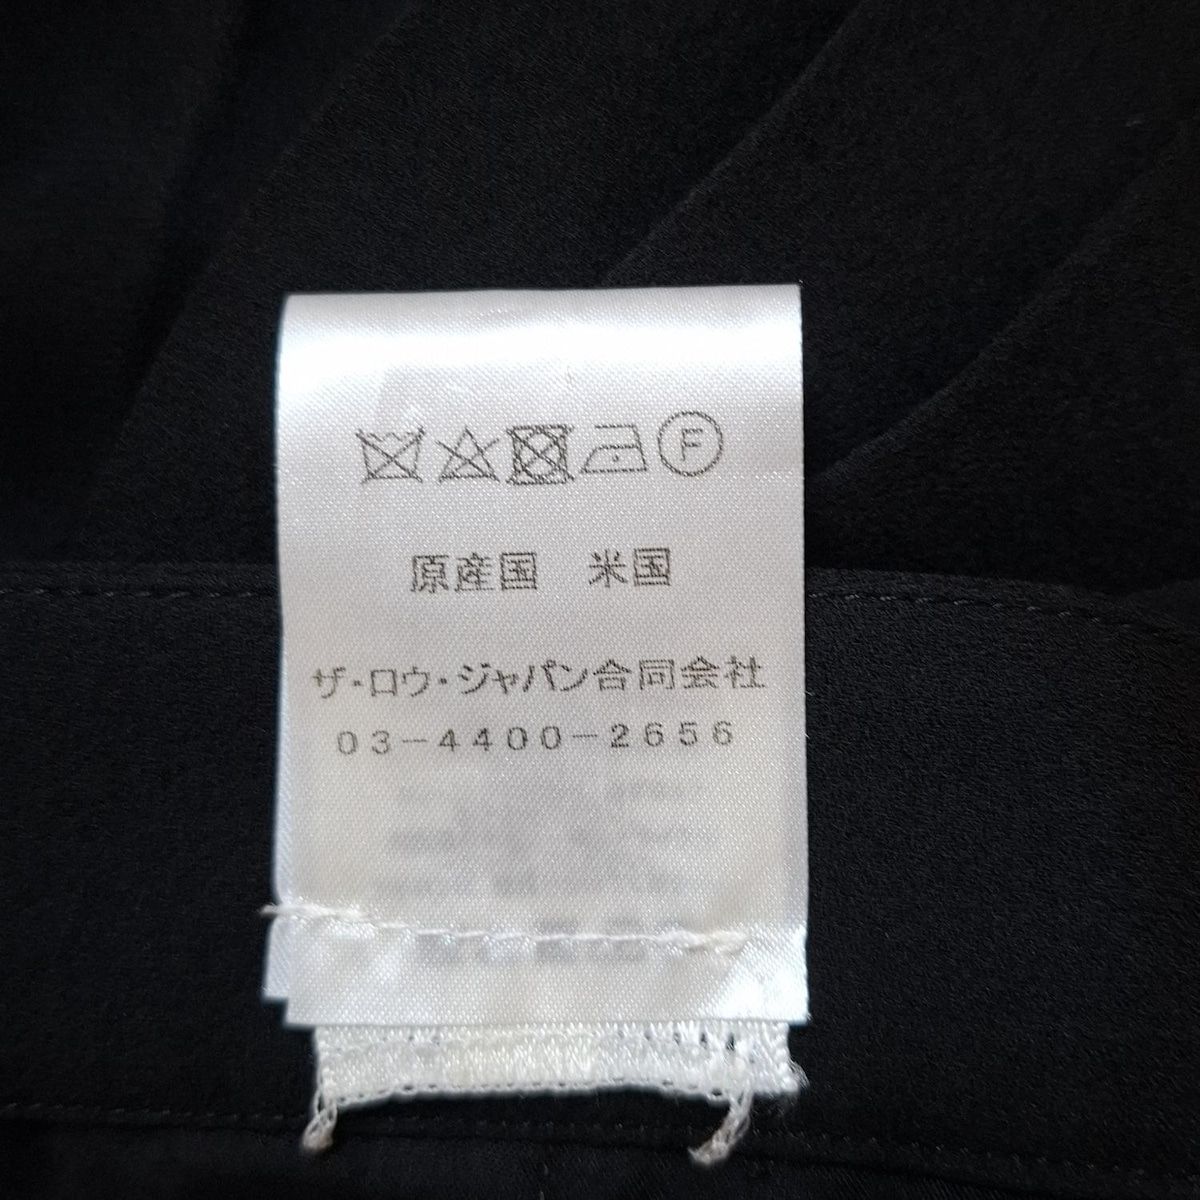 F
原産国　米国
ザ・ロウ・ジャパン合同会社
03-4400-2656